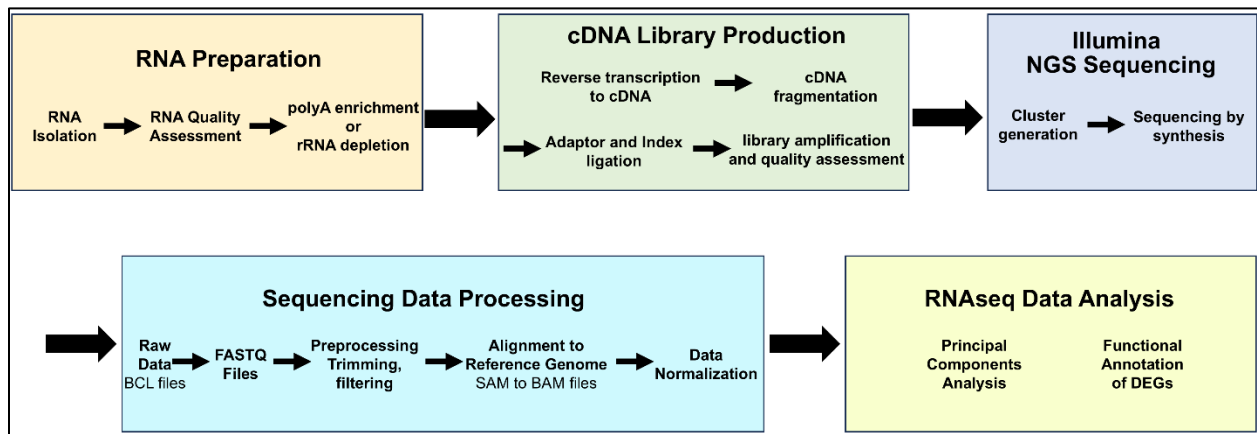 RNA Preparation
RNA
Isolation
RNA Quality
Assessment
polyA enrichment
or
rRNA depletion
cDNA Library Production
Reverse transcription
to cDNA
cDNA
fragmentation
Adaptor and Index
ligation
library amplification
and quality assessment
Illumina
NGS Sequencing
Cluster
generation
Sequencing by
synthesis
Sequencing Data Processing
Raw
Data
BCL files
FASTQ
Files
Preprocessing
Trimming,
filtering
Alignment to
Reference Genome
SAM to BAM files
Data
Normalization
RNAseq Data Analysis
Principal
Components
Analysis
Functional
Annotation
of DEGs